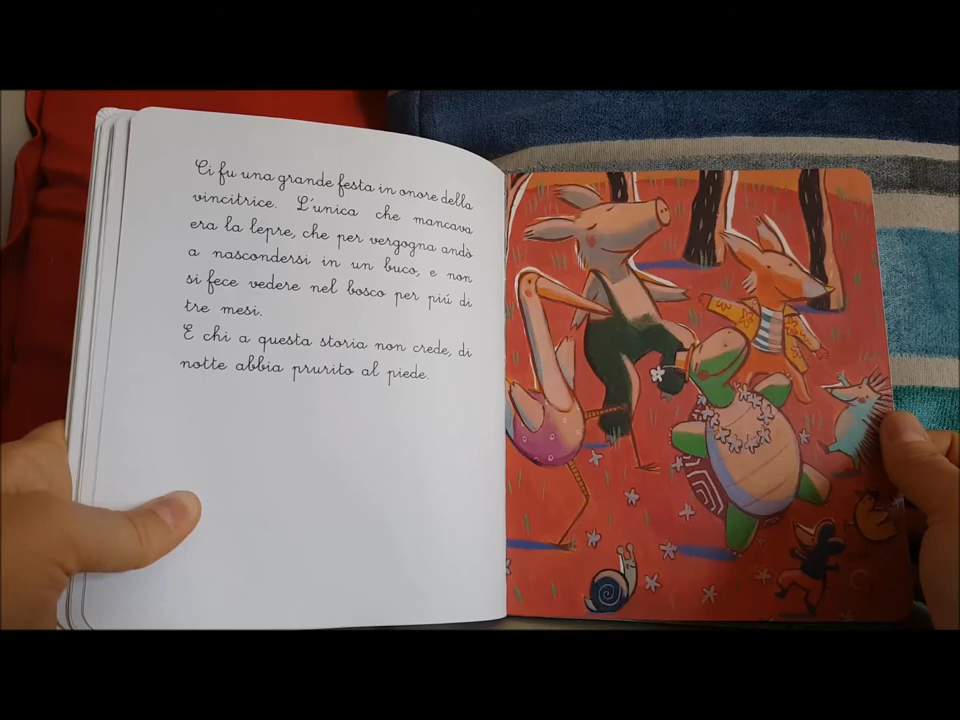 Ci fu una grande festa in onore della
vincitrice. L'unica che mancava
era la lepre, che per vergogna andò
a nascondersi in un buco, e non
si fece vedere nel bosco per più di
tre mesi.
E chi a questa storia non crede, di
notte abbia prurito al piede.